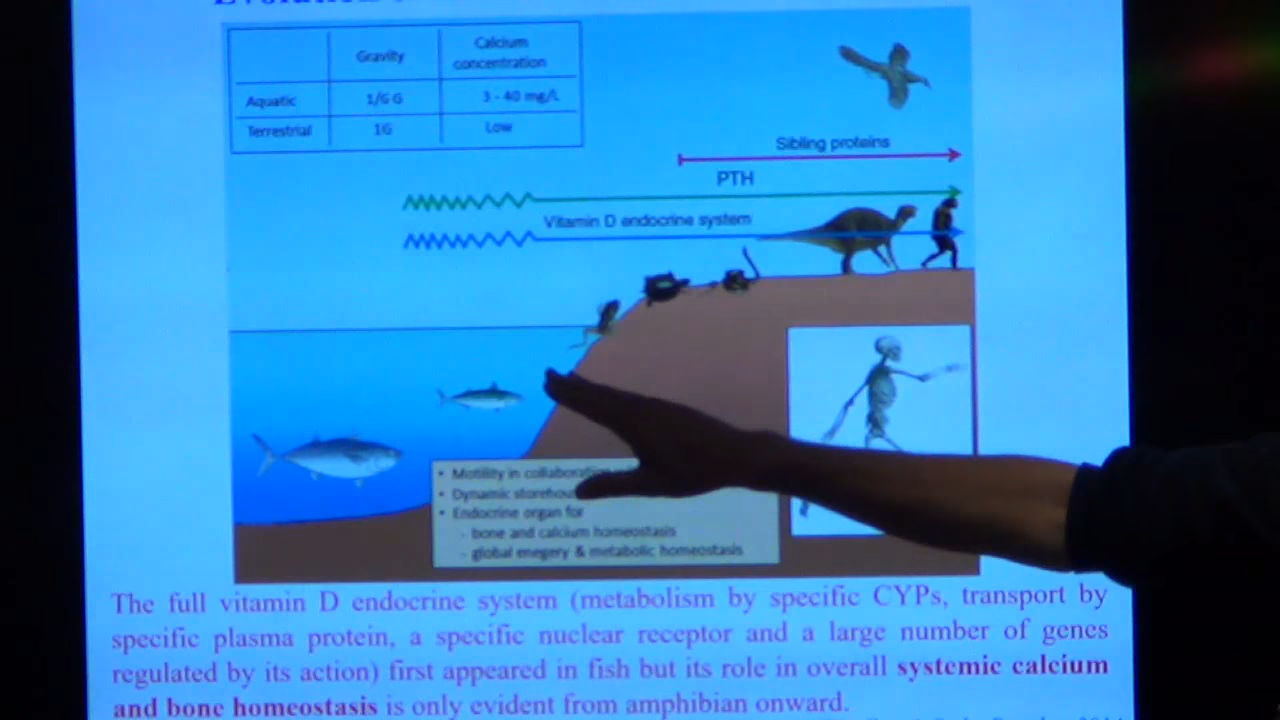 Gravity
Calcium
concentration
Aquatic
1/6 G
3 - 40 mg/L
Terrestrial
1G
Low
Sibling proteins
PTH
Vitamin D endocrine system
• Motility in
• Dynamic
• Endocrine organ for
- bone and calcium homeostasis
- global emegery & metabolic homeostasis
The full vitamin D endocrine system (metabolism by specific CYPs, transport by
specific plasma protein, a specific nuclear receptor and a large number of genes
regulated by its action) first appeared in fish but its role in overall systemic calcium
and bone homeostasis is only evident from amphibian onward.